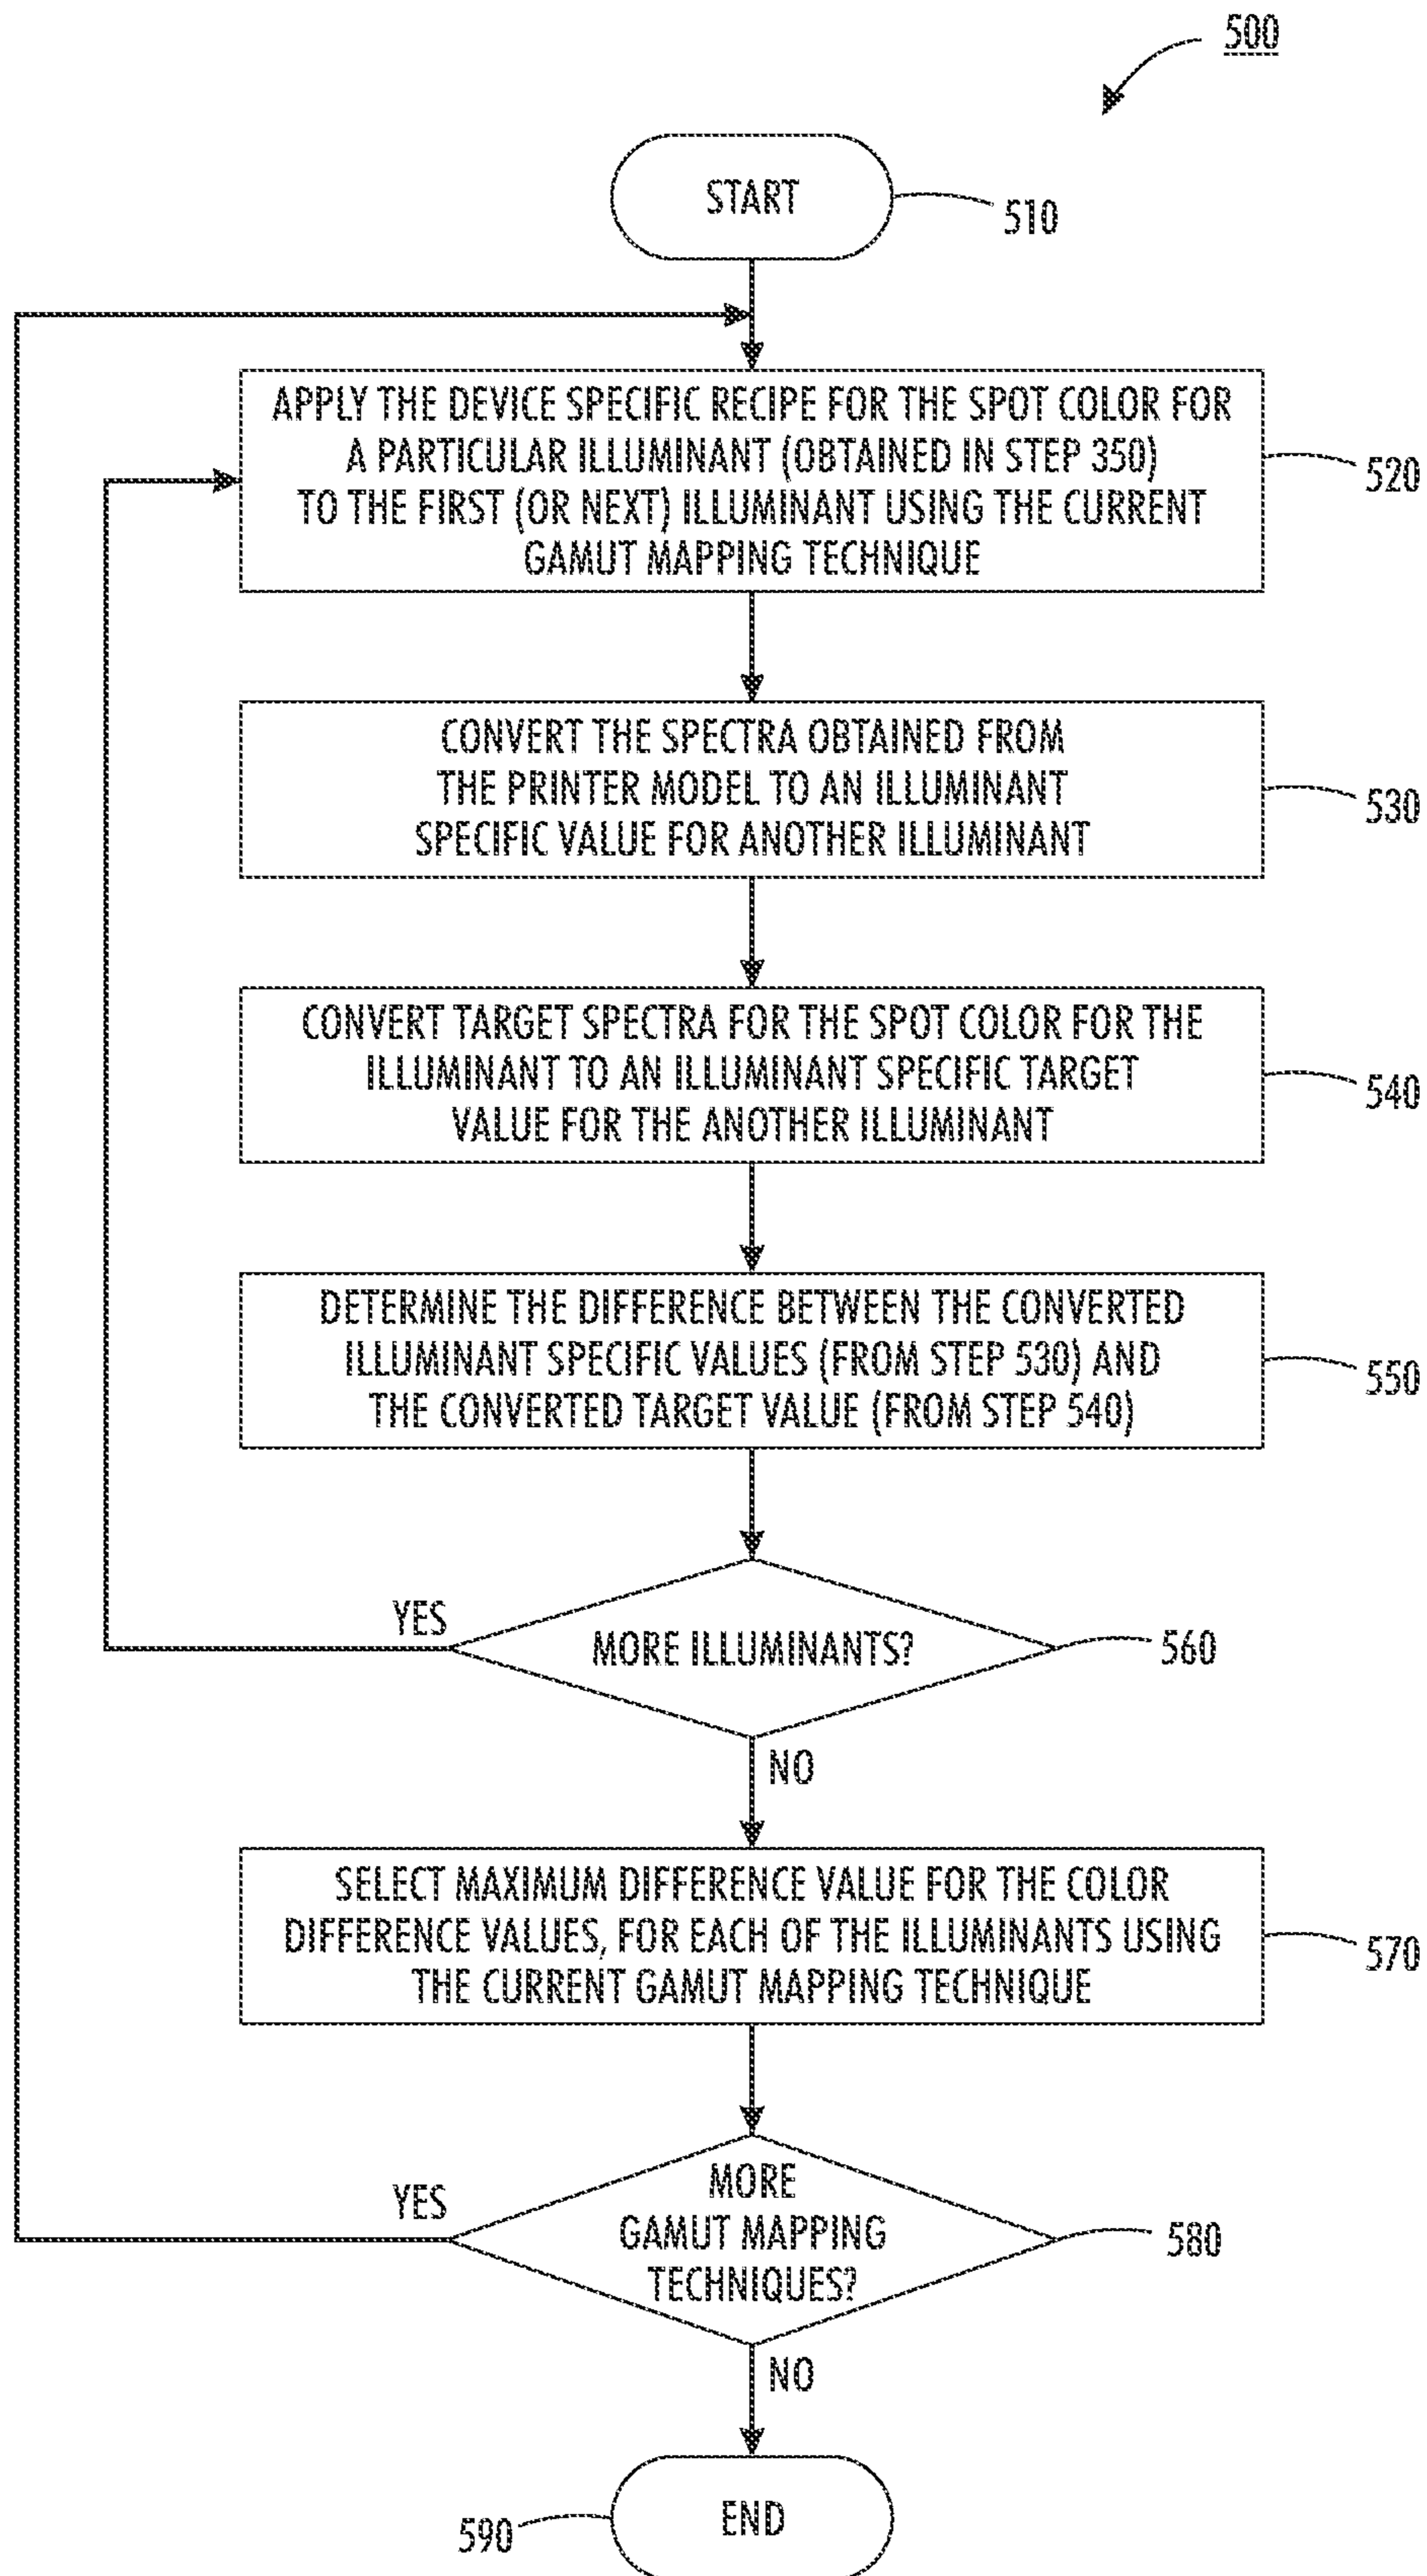 500
START
510
APPLY THE DEVICE SPECIFIC RECIPE FOR THE SPOT COLOR FOR
A PARTICULAR ILLUMINANT (OBTAINED IN STEP 350)
TO THE FIRST (OR NEXT) ILLUMINANT USING THE CURRENT
GAMUT MAPPING TECHNIQUE
520
CONVERT THE SPECTRA OBTAINED FROM
THE PRINTER MODEL TO AN ILLUMINANT
SPECIFIC VALUE FOR ANOTHER ILLUMINANT
530
CONVERT TARGET SPECTRA FOR THE SPOT COLOR FOR THE
ILLUMINANT TO AN ILLUMINANT SPECIFIC TARGET
VALUE FOR THE ANOTHER ILLUMINANT
540
DETERMINE THE DIFFERENCE BETWEEN THE CONVERTED
ILLUMINANT SPECIFIC VALUES (FROM STEP 530) AND
THE CONVERTED TARGET VALUE (FROM STEP 540)
550
YES
MORE ILLUMINANTS?
560
NO
SELECT MAXIMUM DIFFERENCE VALUE FOR THE COLOR
DIFFERENCE VALUES, FOR EACH OF THE ILLUMINANTS USING
THE CURRENT GAMUT MAPPING TECHNIQUE
570
YES
MORE
GAMUT MAPPING
TECHNIQUES?
580
NO
END
590